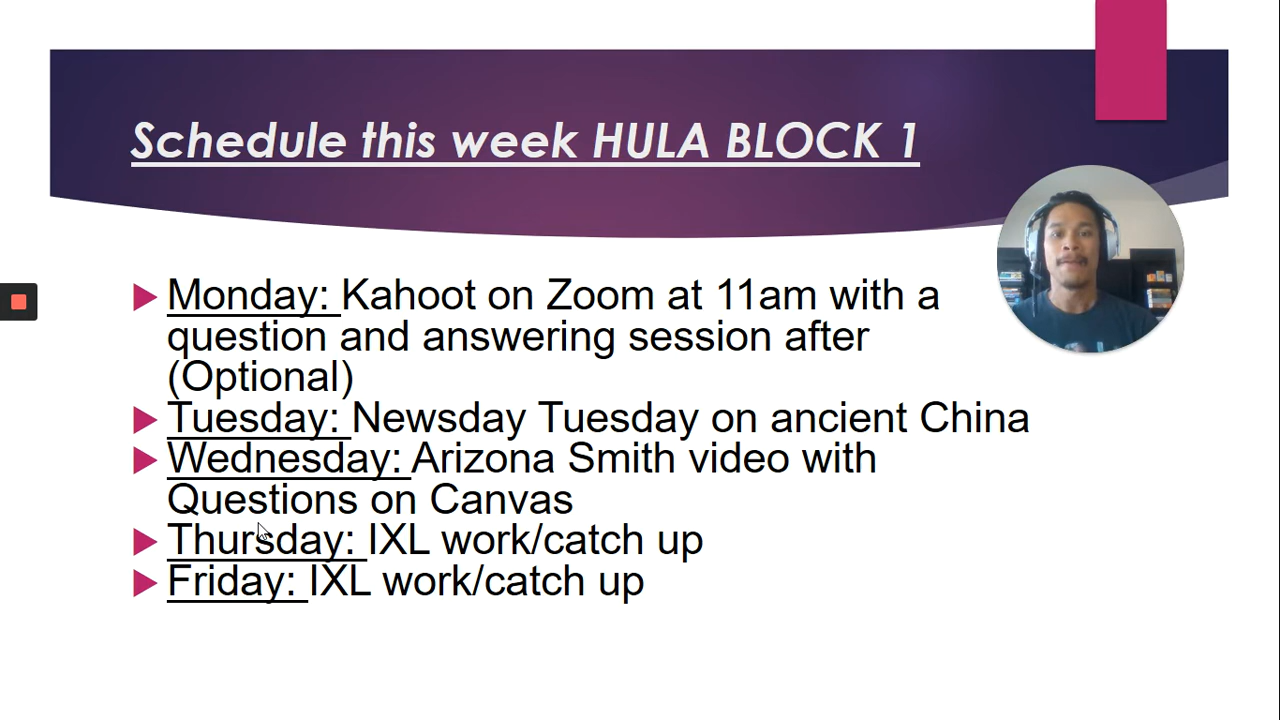 Schedule this week HULA BLOCK 1
Monday: Kahoot on Zoom at 11am with a
question and answering session after
(Optional)
Tuesday: Newsday Tuesday on ancient China
Wednesday: Arizona Smith video with
Questions on Canvas
Thursday: IXL work/catch up
Friday: IXL work/catch up